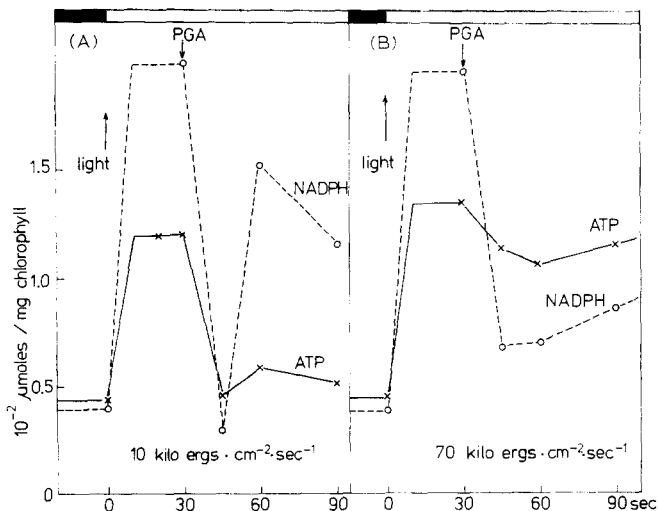 (A)
PGA
light
NADPH
ATP
10 kilo ergs · cm⁻² · sec⁻¹
(B)
PGA
light
ATP
NADPH
70 kilo ergs · cm⁻² · sec⁻¹
10⁻² μmoles / mg chlorophyll
1.5
1.0
0.5
0
0 30 60 90 0 30 60 90 sec